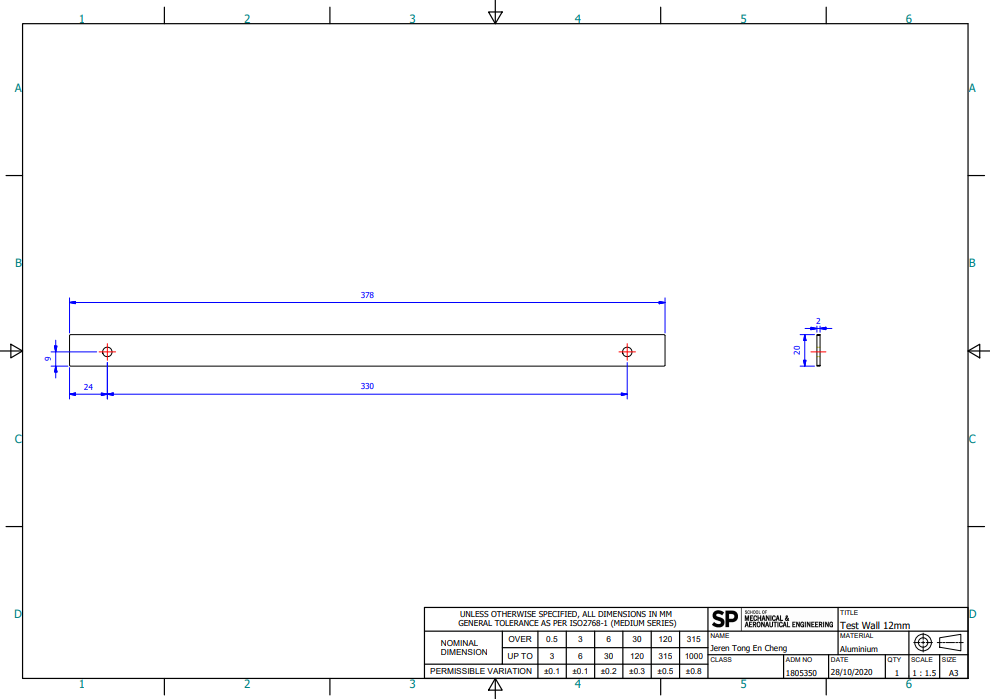 1 2 3 4 5 6
A A
B B
C C
D D
378
9
24
330
2
20
UNLESS OTHERWISE SPECIFIED, ALL DIMENSIONS IN MM
GENERAL TOLERANCE AS PER ISO2768-1 (MEDIUM SERIES)
NOMINAL DIMENSION
OVER 0.5 3 6 30 120 315
UP TO 3 6 30 120 315 1000
PERMISSIBLE VARIATION ±0.1 ±0.1 ±0.2 ±0.3 ±0.5 ±0.8
SP
SCHOOL OF
MECHANICAL &
AERONAUTICAL ENGINEERING
TITLE
Test Wall 12mm
NAME
Jeren Tong En Cheng
MATERIAL
Aluminium
CLASS
ADM NO
1805350
DATE
28/10/2020
QTY
1
SCALE
1 : 1.5
SIZE
A3
1 2 3 4 5 6